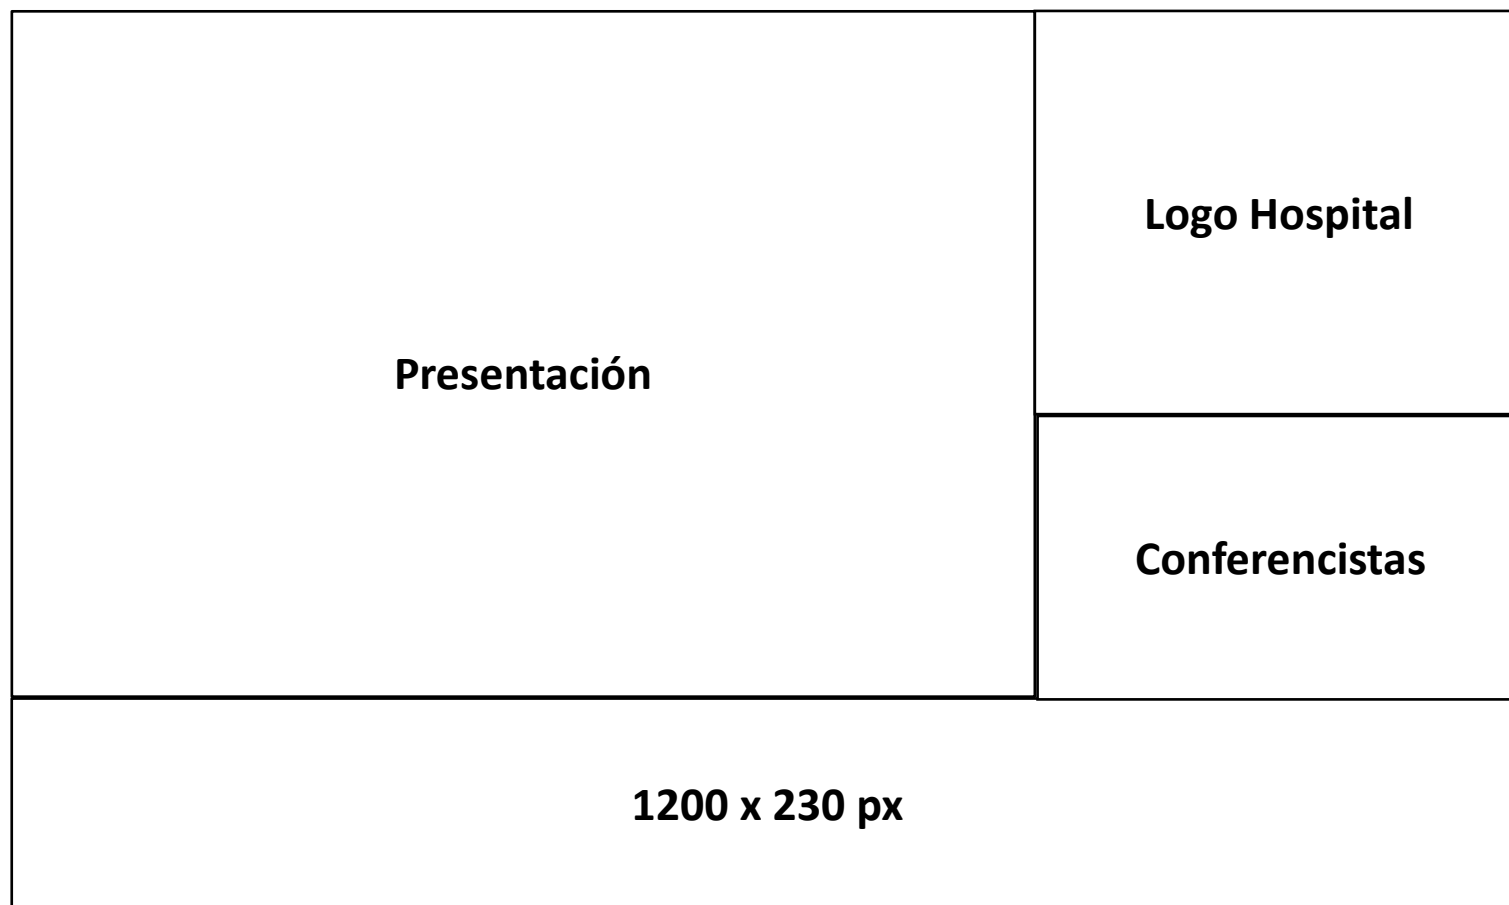 Presentación
Logo Hospital
Conferencistas
1200 x 230 px